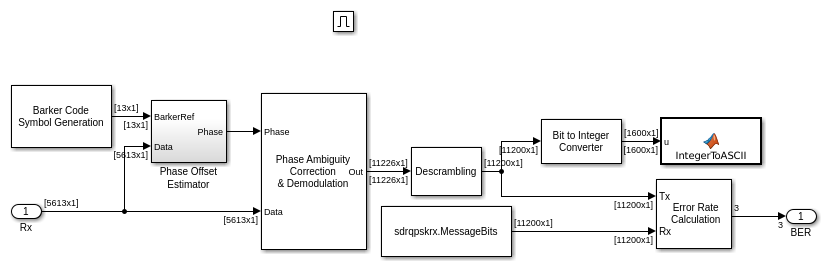 Barker Code
Symbol Generation
[13x1]
[13x1]
BarkerRef
Phase
Data
[5613x1]
Phase Offset
Estimator
1
Rx
[5613x1]
[5613x1]
Phase
Phase Ambiguity
Correction
& Demodulation
Out
Data
[11226x1]
[11226x1]
Descrambling
[11200x1]
[11200x1]
Bit to Integer
Converter
[1600x1]
[1600x1]
u
IntegerToASCII
sdrqpskrx.MessageBits
[11200x1]
[11200x1]
[11200x1]
Tx
Error Rate
Calculation
Rx
3
3
1
BER